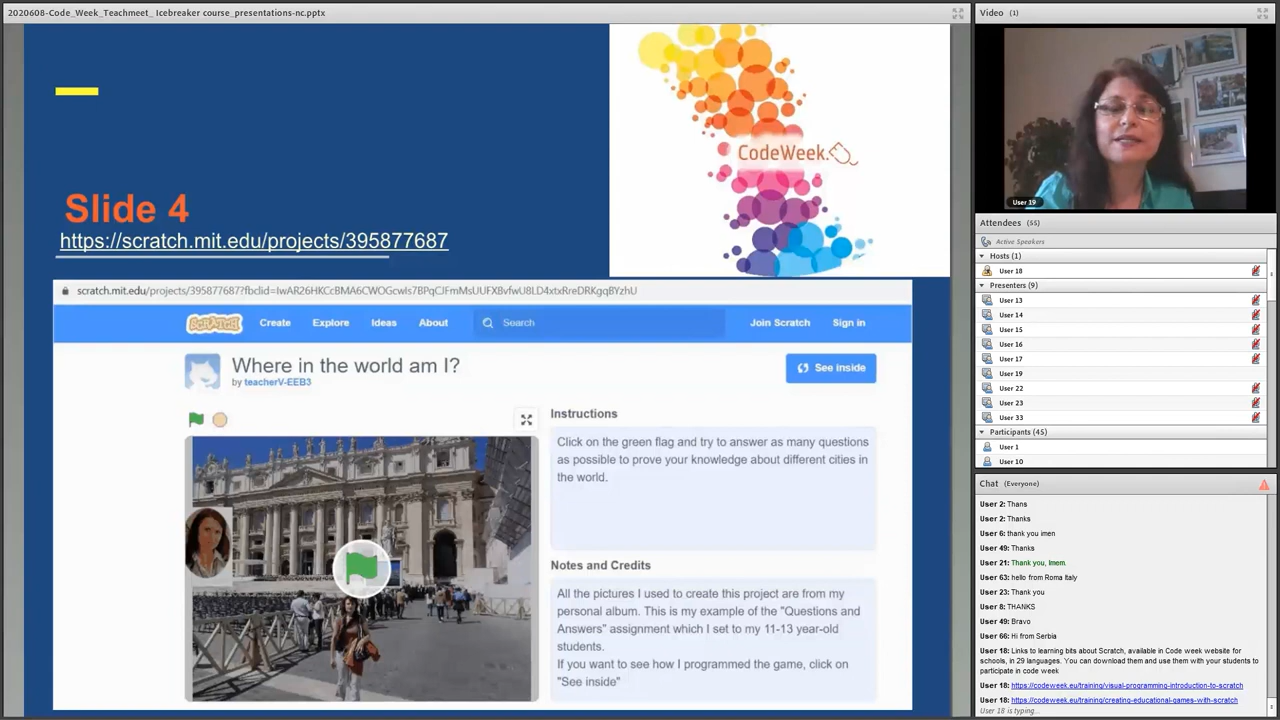 2020608-Code_Week_Teachmeet_ Icebreaker course_presentations-nc.pptx
CodeWeek.
Slide 4
https://scratch.mit.edu/projects/395877687
scratch.mit.edu/projects/395877687?fbclid=IwAR26HKCcBMA6CWOGcwls7BPqCJFmMsUUFXBvfwU8LD4xtxRreDRKgqBYzhU
SCRATCH
Create
Explore
Ideas
About
Search
Join Scratch
Sign in
Where in the world am I?
by teacherV-EEB3
See inside
Instructions
Click on the green flag and try to answer as many questions
as possible to prove your knowledge about different cities in
the world.
Notes and Credits
All the pictures I used to create this project are from my
personal album. This is my example of the "Questions and
Answers" assignment which I set to my 11-13 year-old
students.
If you want to see how I programmed the game, click on
"See inside"
Video (1)
User 19
Attendees (55)
Active Speakers
Hosts (1)
User 18
Presenters (9)
User 13
User 14
User 15
User 16
User 17
User 19
User 22
User 23
User 33
Participants (45)
User 1
User 10
Chat (Everyone)
User 2: Thans
User 2: Thanks
User 6: thank you imen
User 49: Thanks
User 21: Thank you, Imem.
User 63: hello from Roma Italy
User 23: Thank you
User 8: THANKS
User 49: Bravo
User 66: Hi from Serbia
User 18: Links to learning bits about Scratch, available in Code week website for
schools, in 29 languages. You can download them and use them with your students to
participate in code week
User 18: https://codeweek.eu/training/visual-programming-introduction-to-scratch
User 18: https://codeweek.eu/training/creating-educational-games-with-scratch
User 18 is typing...